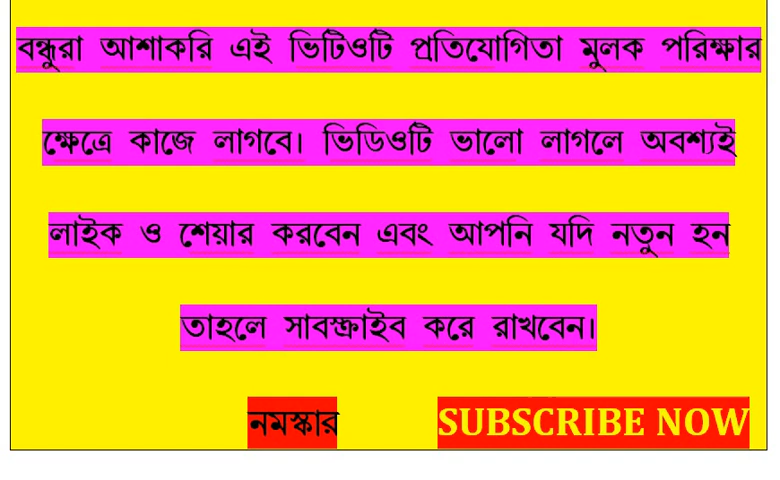 বন্ধুরা আশাকরি এই ভিটিওটি প্রতিযোগিতা মুলক পরিক্ষার
ক্ষেত্রে কাজে লাগবে। ভিডিওটি ভালো লাগলে অবশ্যই
লাইক ও শেয়ার করবেন এবং আপনি যদি নতুন হন
তাহলে সাবস্ক্রাইব করে রাখবেন।
নমস্কার SUBSCRIBE NOW